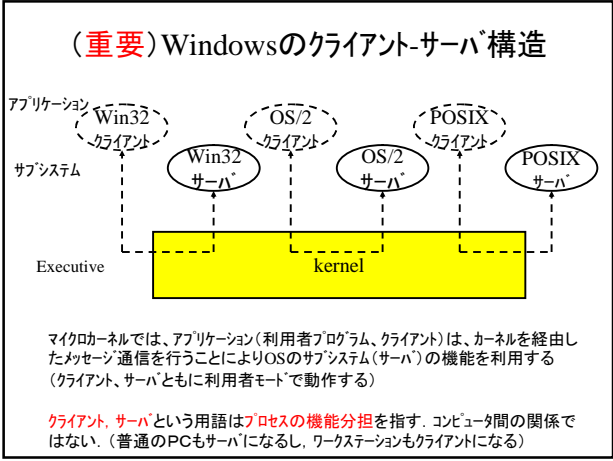 (重要)Windowsのクライアント-サーバ構造
アプリケーション
Win32
クライアント
OS/2
クライアント
POSIX
クライアント
サブシステム
Win32
サーバ
OS/2
サーバ
POSIX
サーバ
Executive
kernel
マイクロカーネルでは、アプリケーション(利用者プログラム、クライアント)は、カーネルを経由し
たメッセージ通信を行うことによりOSのサブシステム(サーバ)の機能を利用する
(クライアント、サーバともに利用者モードで動作する)
クライアント,サーバという用語はプロセスの機能分担を指す.コンピュータ間の関係で
はない.(普通のPCもサーバになるし,ワークステーションもクライアントになる)